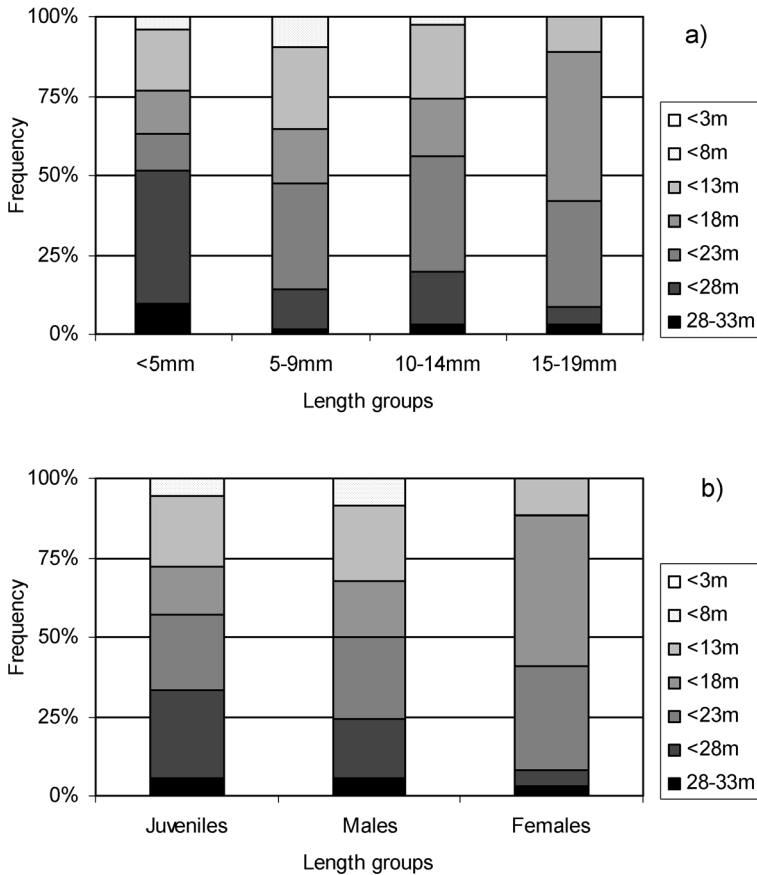 a)
100%
75%
50%
25%
0%
Frequency
<5mm 5-9mm 10-14mm 15-19mm
Length groups
<3m
<8m
<13m
<18m
<23m
<28m
28-33m
b)
100%
75%
50%
25%
0%
Frequency
Juveniles Males Females
Length groups
<3m
<8m
<13m
<18m
<23m
<28m
28-33m